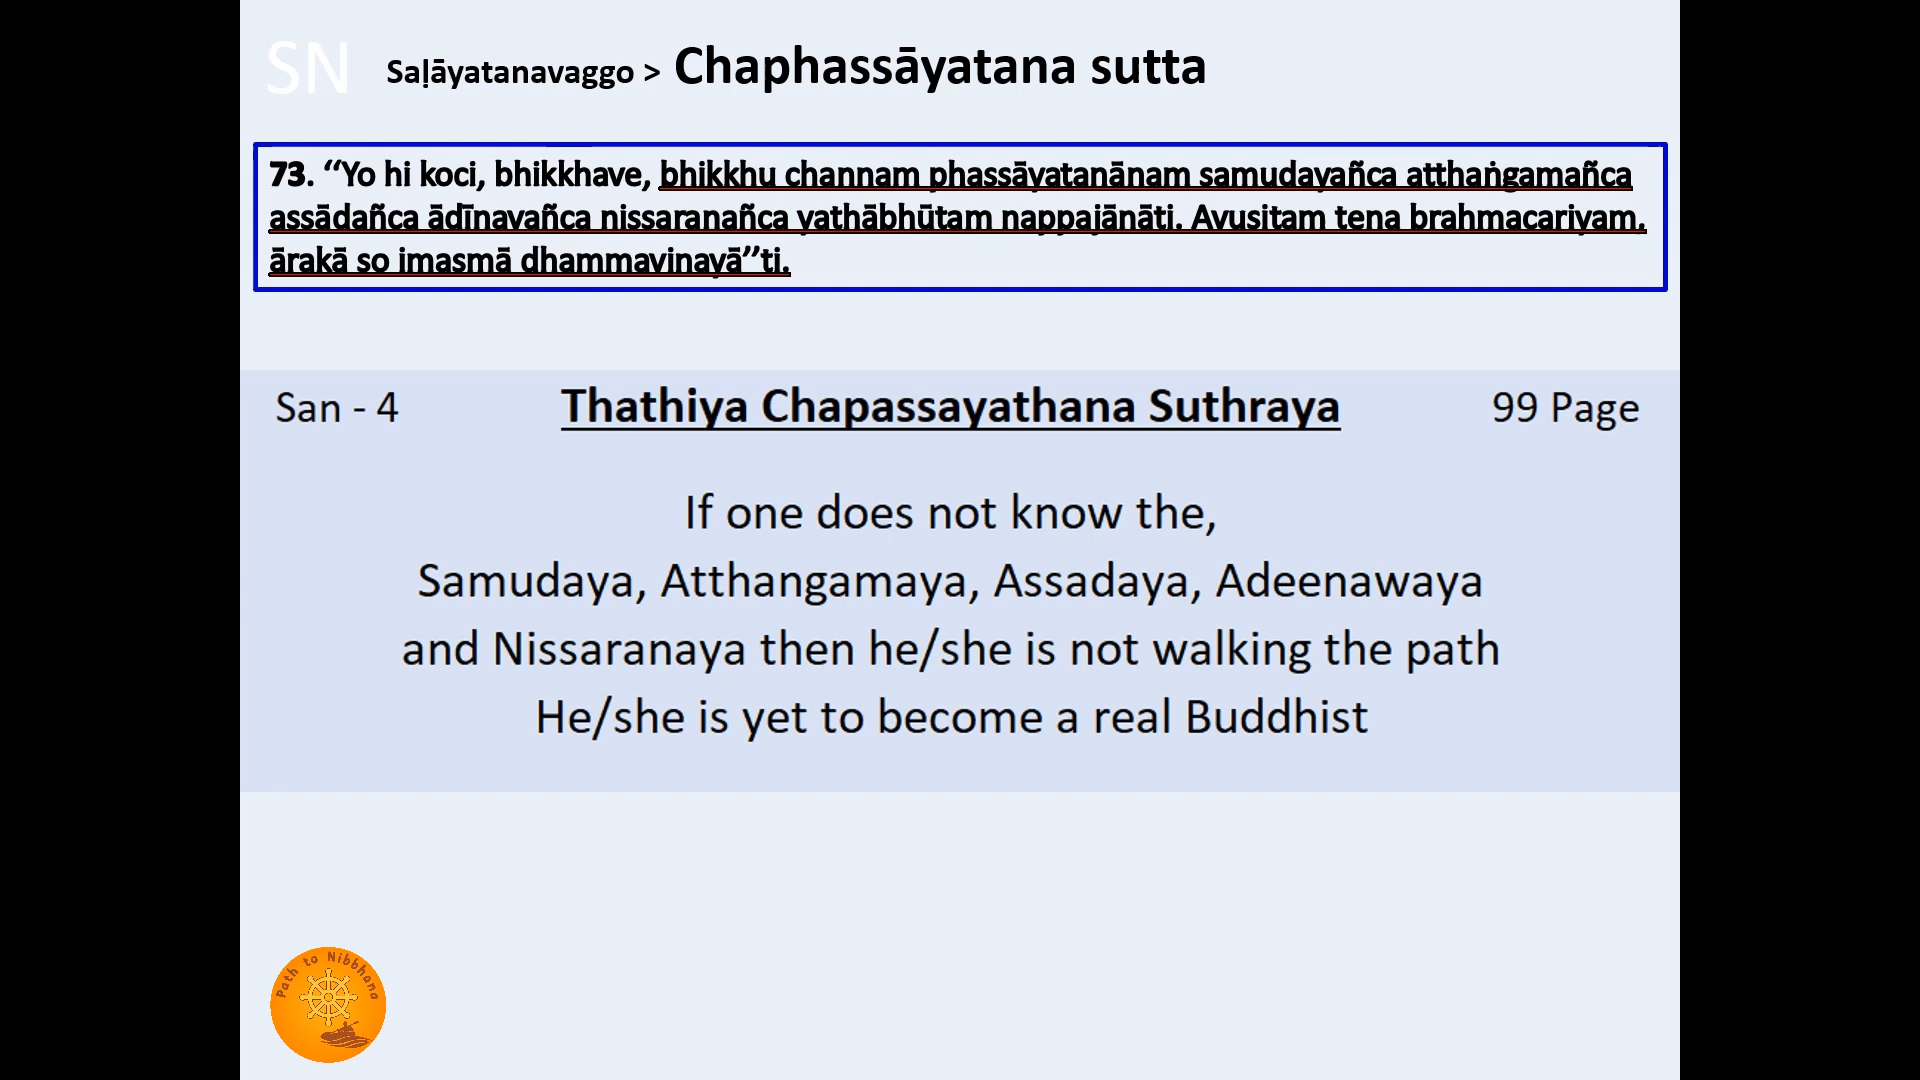 SN Saḷāyatanavaggo > Chaphassāyatana sutta
73. “Yo hi koci, bhikkhave, bhikkhu channam phassāyatanānam samudayañca atthaṅgamañca
assādañca ādīnavañca nissaranañca yathābhūtam nappajānāti. Avusitam tena brahmacariyam,
ārakā so imasmā dhammavinayā”ti.
San - 4 Thathiya Chapassayathana Suthraya 99 Page
If one does not know the,
Samudaya, Atthangamaya, Assadaya, Adeenawaya
and Nissaranaya then he/she is not walking the path
He/she is yet to become a real Buddhist
Path to Nibbhana